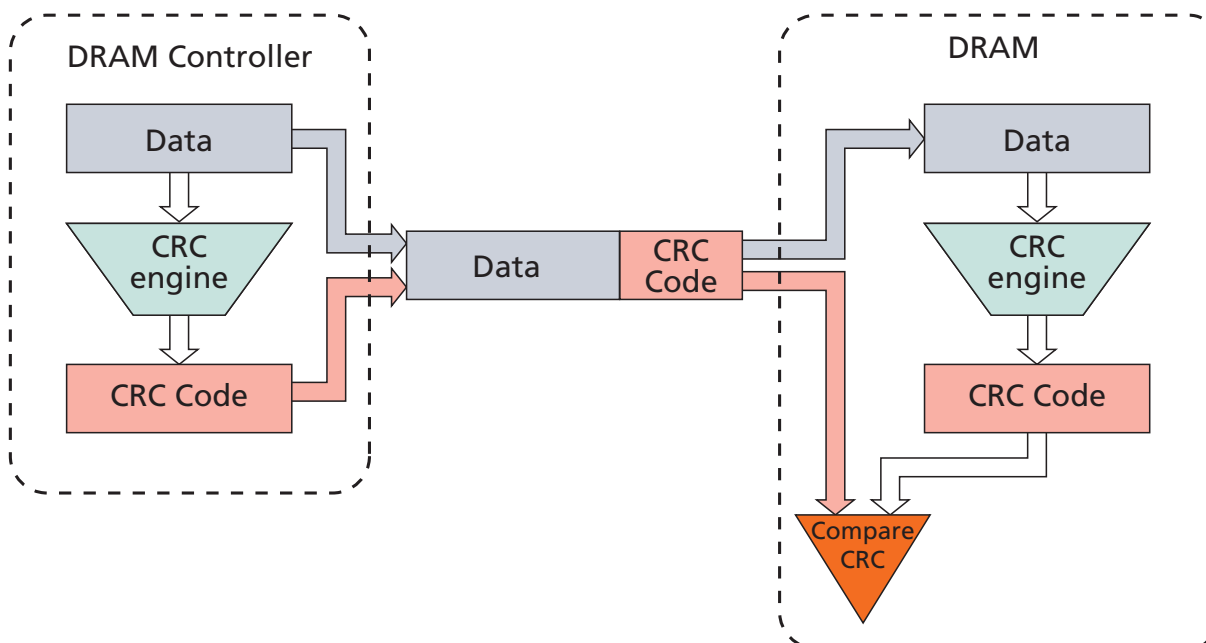 DRAM Controller
Data
CRC
engine
CRC Code
Data
CRC
Code
DRAM
Data
CRC
engine
CRC Code
Compare
CRC